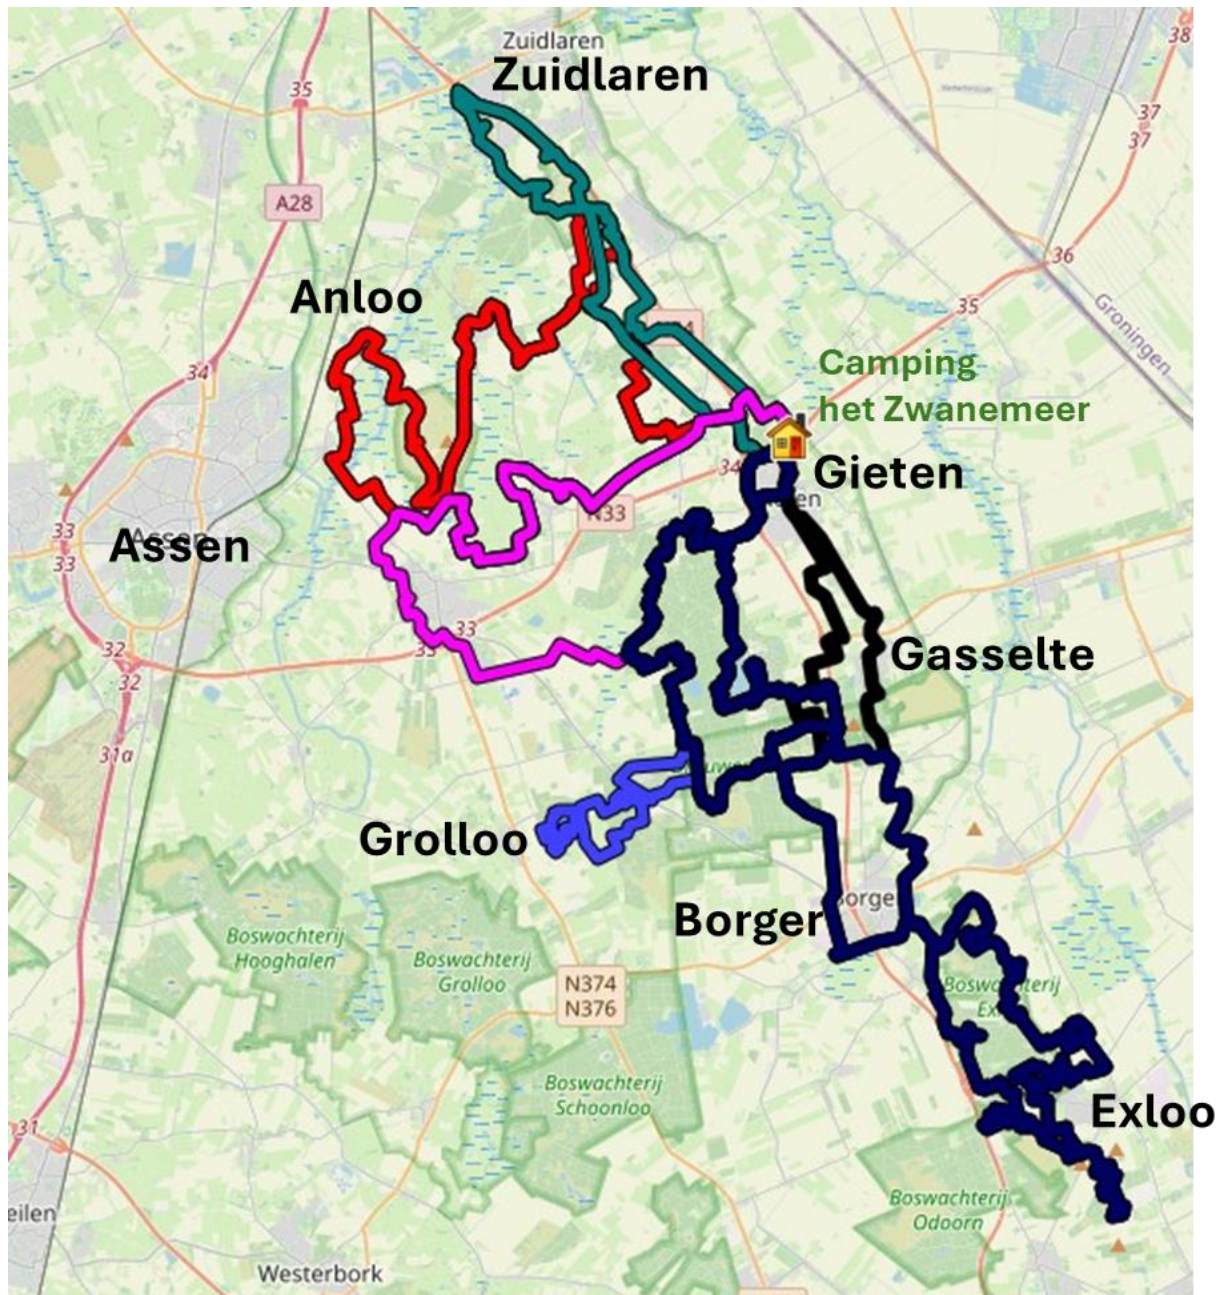 Zuidlaren
Zuidlaren
38
37
37
35
A28
36
35
Groningen
Anloo
34
Camping
het Zwanemeer
34
Gieten
N33
33
33
Assen
33
33
32
32
Gasselte
31a
Grolloo
Borger
Boswachterij
Hooghalen
Boswachterij
Grolloo
N374
N376
Boswachterij
Schoonloo
31
Exloo
Boswachterij
Odoorn
eilen
Westerbork